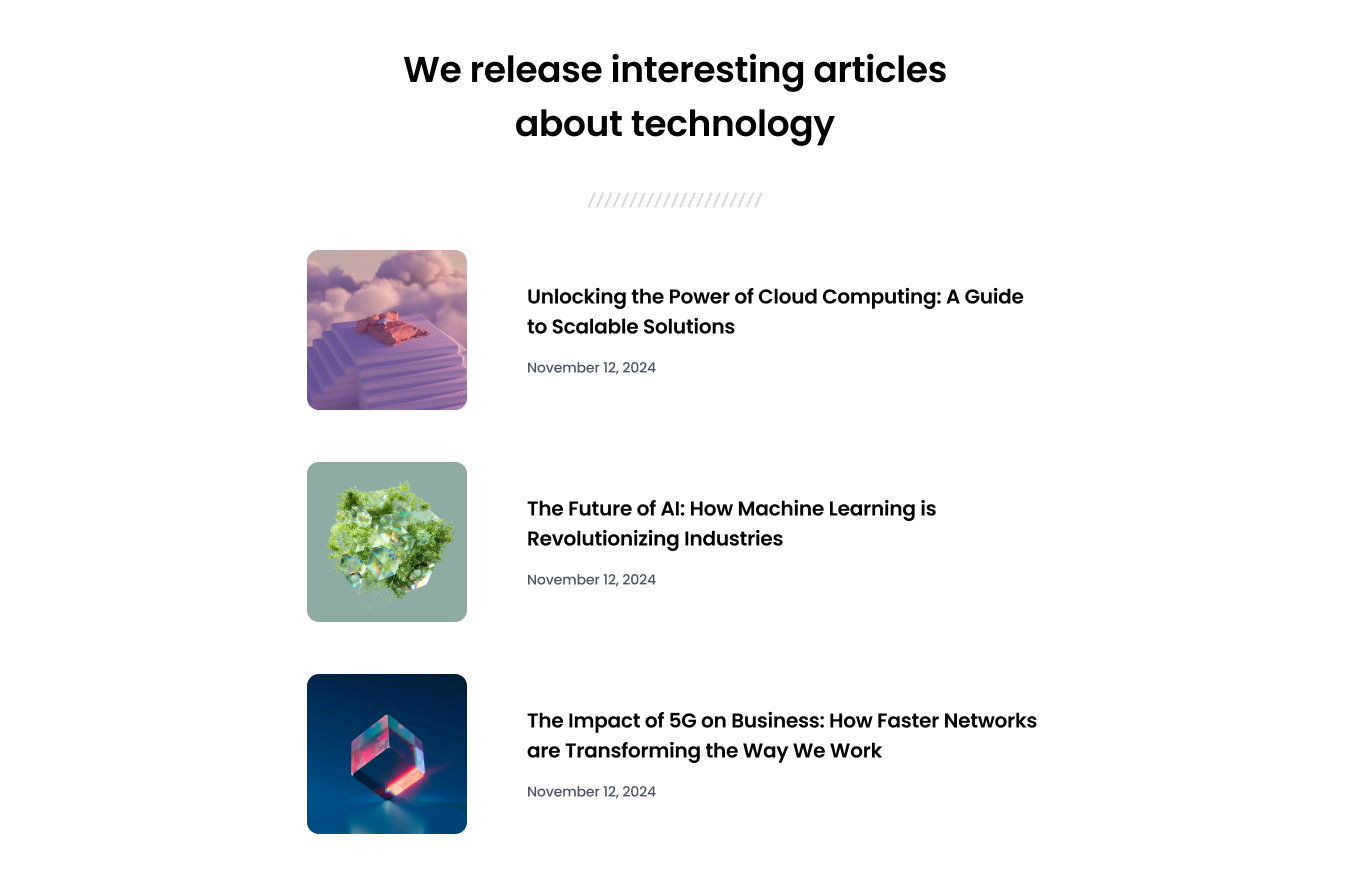 We release interesting articles
about technology
Unlocking the Power of Cloud Computing: A Guide
to Scalable Solutions
November 12, 2024
The Future of AI: How Machine Learning is
Revolutionizing Industries
November 12, 2024
The Impact of 5G on Business: How Faster Networks
are Transforming the Way We Work
November 12, 2024